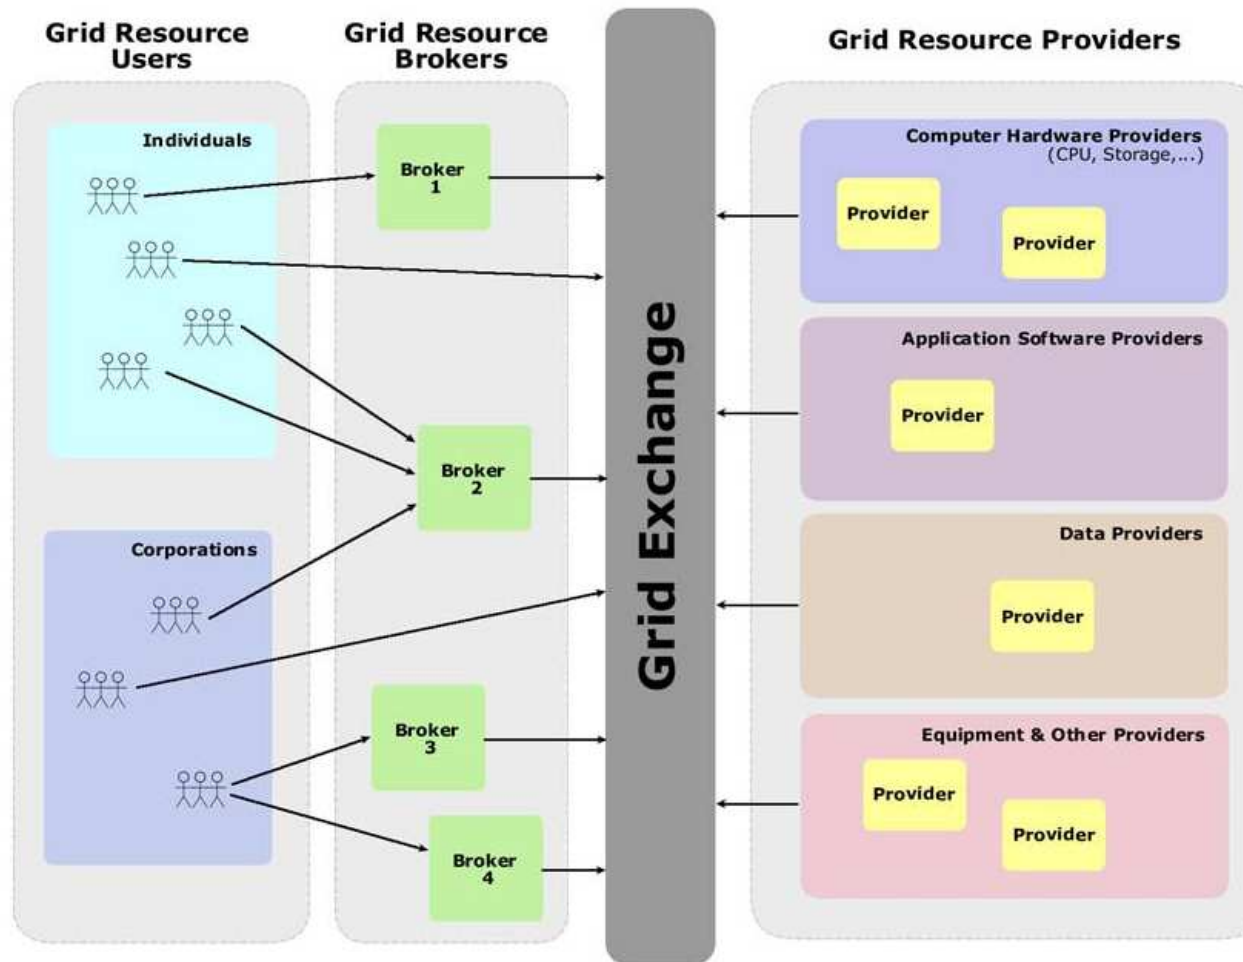 Grid Resource
Users
Individuals
Corporations
Grid Resource
Brokers
Broker
1
Broker
2
Broker
3
Broker
4
Grid Exchange
Grid Resource Providers
Computer Hardware Providers
(CPU, Storage,...)
Provider
Provider
Application Software Providers
Provider
Data Providers
Provider
Equipment & Other Providers
Provider
Provider